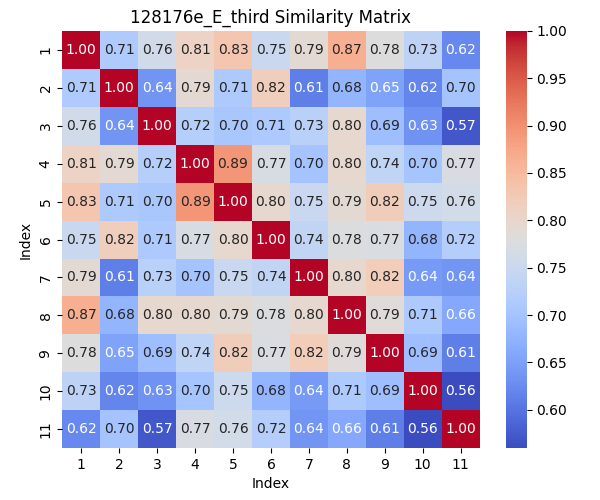 128176e_E_third Similarity Matrix
1 1.00 0.71 0.76 0.81 0.83 0.75 0.79 0.87 0.78 0.73 0.62
2 0.71 1.00 0.64 0.79 0.71 0.82 0.61 0.68 0.65 0.62 0.70
3 0.76 0.64 1.00 0.72 0.70 0.71 0.73 0.80 0.69 0.63 0.57
4 0.81 0.79 0.72 1.00 0.89 0.77 0.70 0.80 0.74 0.70 0.77
5 0.83 0.71 0.70 0.89 1.00 0.80 0.75 0.79 0.82 0.75 0.76
6 0.75 0.82 0.71 0.77 0.80 1.00 0.74 0.78 0.77 0.68 0.72
7 0.79 0.61 0.73 0.70 0.75 0.74 1.00 0.80 0.82 0.64 0.64
8 0.87 0.68 0.80 0.80 0.79 0.78 0.80 1.00 0.79 0.71 0.66
9 0.78 0.65 0.69 0.74 0.82 0.77 0.82 0.79 1.00 0.69 0.61
10 0.73 0.62 0.63 0.70 0.75 0.68 0.64 0.71 0.69 1.00 0.56
11 0.62 0.70 0.57 0.77 0.76 0.72 0.64 0.66 0.61 0.56 1.00
1 2 3 4 5 6 7 8 9 10 11
Index
Index
1.00
0.95
0.90
0.85
0.80
0.75
0.70
0.65
0.60